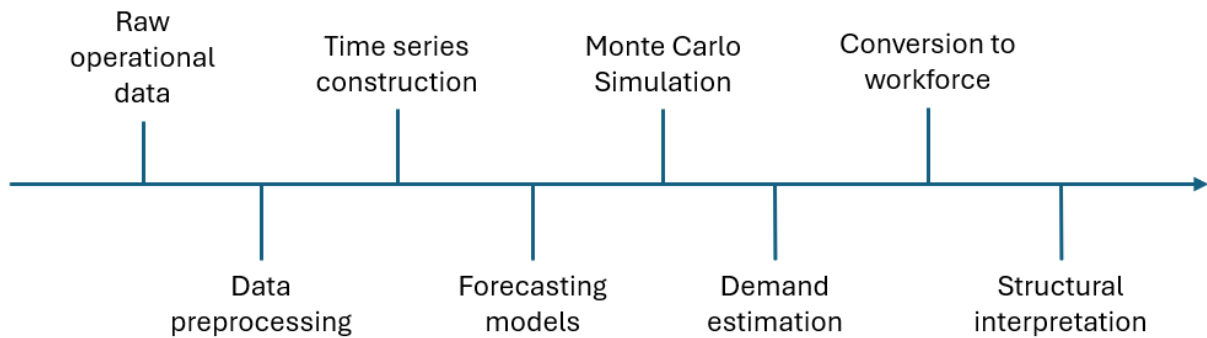 Raw
operational
data
Data
preprocessing
Time series
construction
Forecasting
models
Monte Carlo
Simulation
Demand
estimation
Conversion to
workforce
Structural
interpretation